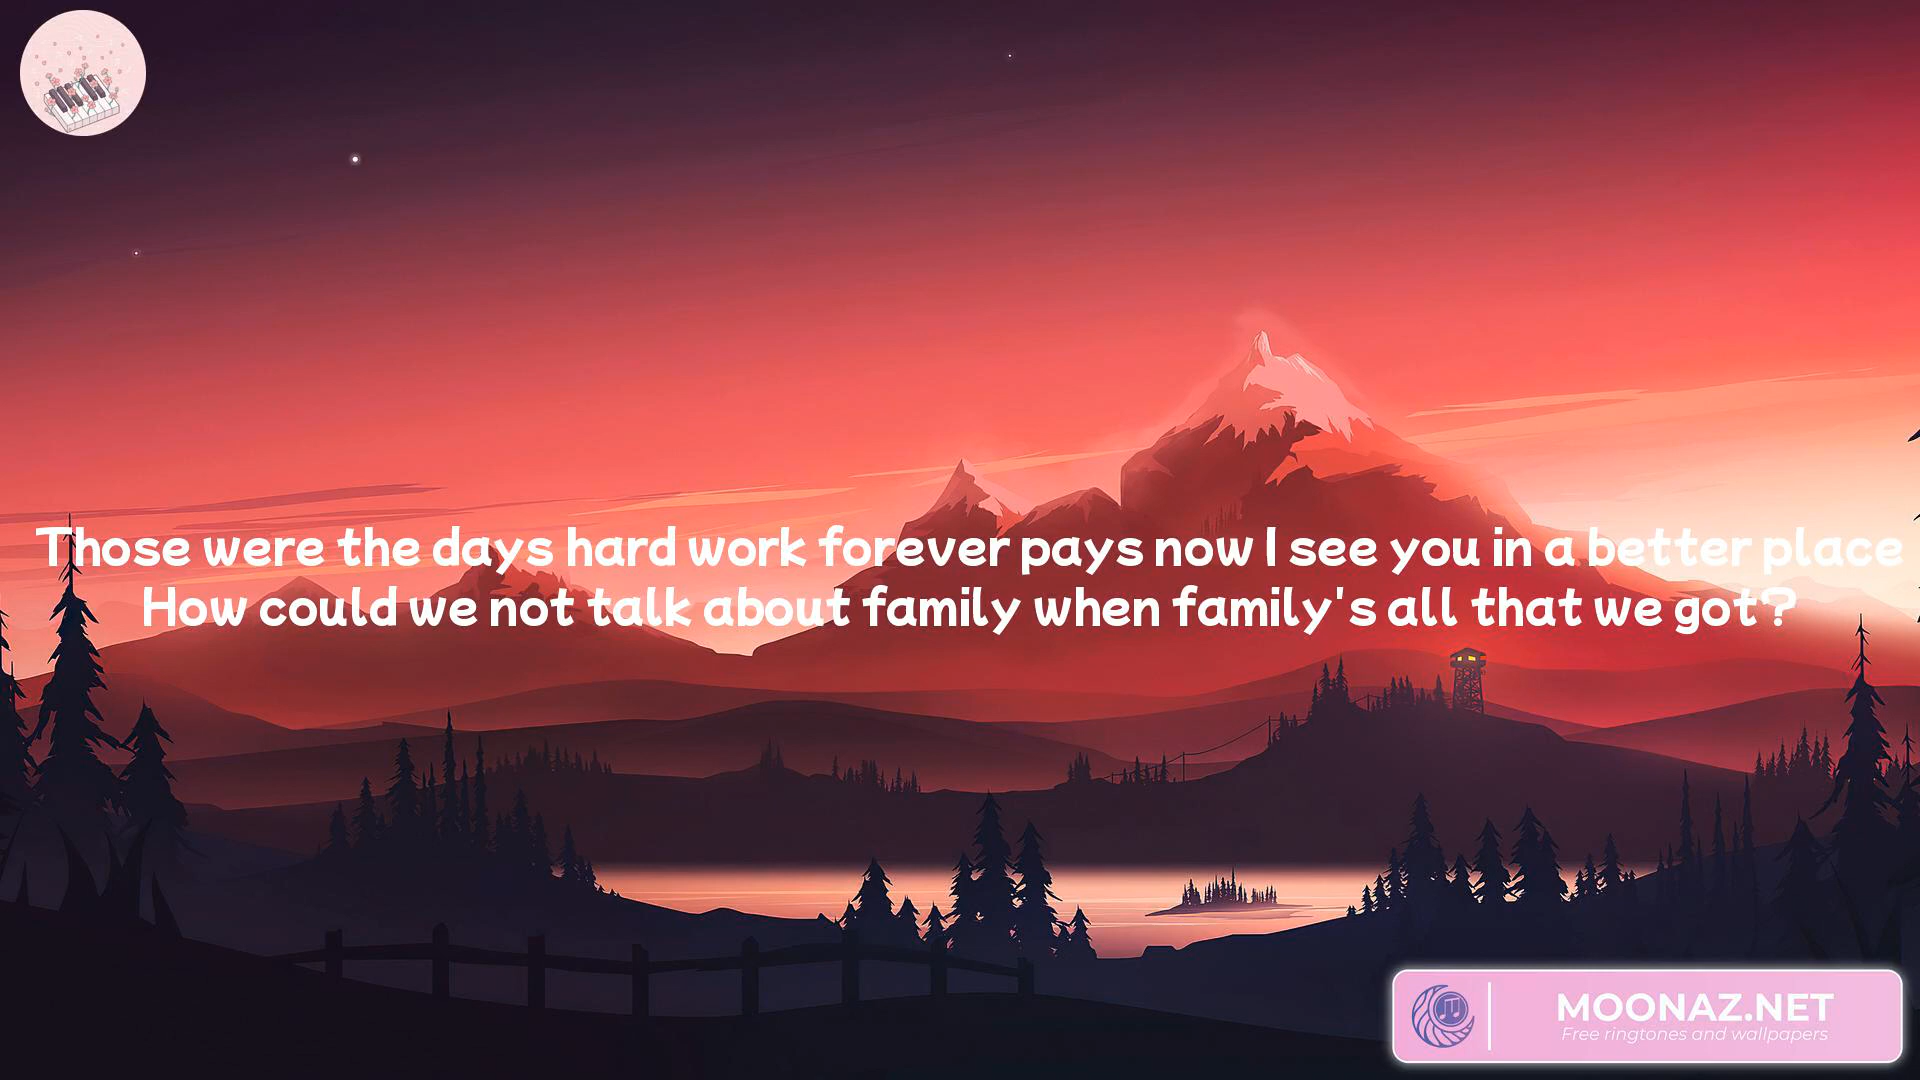 Those were the days hard work forever pays now I see you in a better place
How could we not talk about family when family's all that we got?
MOONAZ.NET
Free ringtones and wallpapers